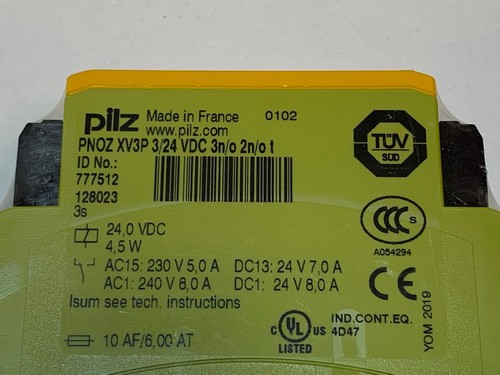 pilz Made in France 0102
www.pilz.com
PNOZ XV3P 3/24 VDC 3n/o 2n/o t
ID No.:
777512
128023
3s
24,0 VDC
4,5 W
AC15: 230 V 5,0 A DC13: 24 V 7,0 A
AC1: 240 V 8,0 A DC1: 24 V 8,0 A
Isum see tech. instructions
10 AF/6,00 AT
TÜV
SÜD
CCC S
A054294
CE
C UL US IND.CONT.EQ.
LISTED 4D47
YOM 2019